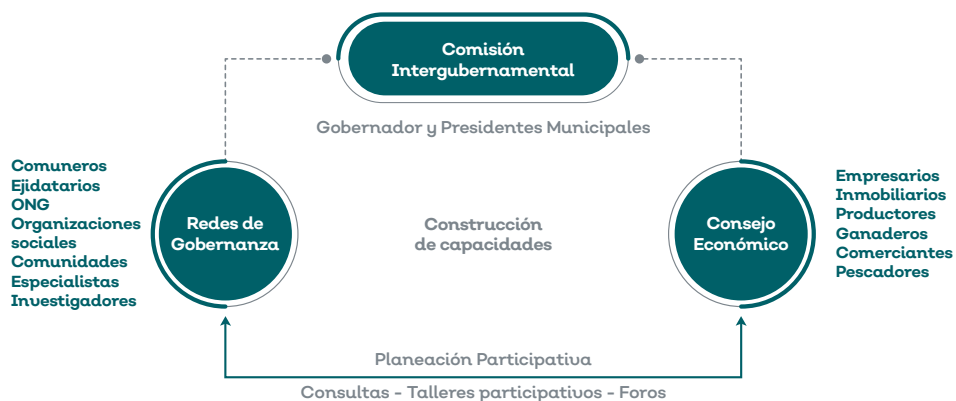 Comisión
Intergubernamental
Gobernador y Presidentes Municipales
Comuneros
Ejidatarios
ONG
Organizaciones
sociales
Comunidades
Especialistas
Investigadores
Redes de
Gobernanza
Construcción
de capacidades
Consejo
Económico
Empresarios
Inmobiliarios
Productores
Ganaderos
Comerciantes
Pescadores
Planeación Participativa
Consultas - Talleres participativos - Foros